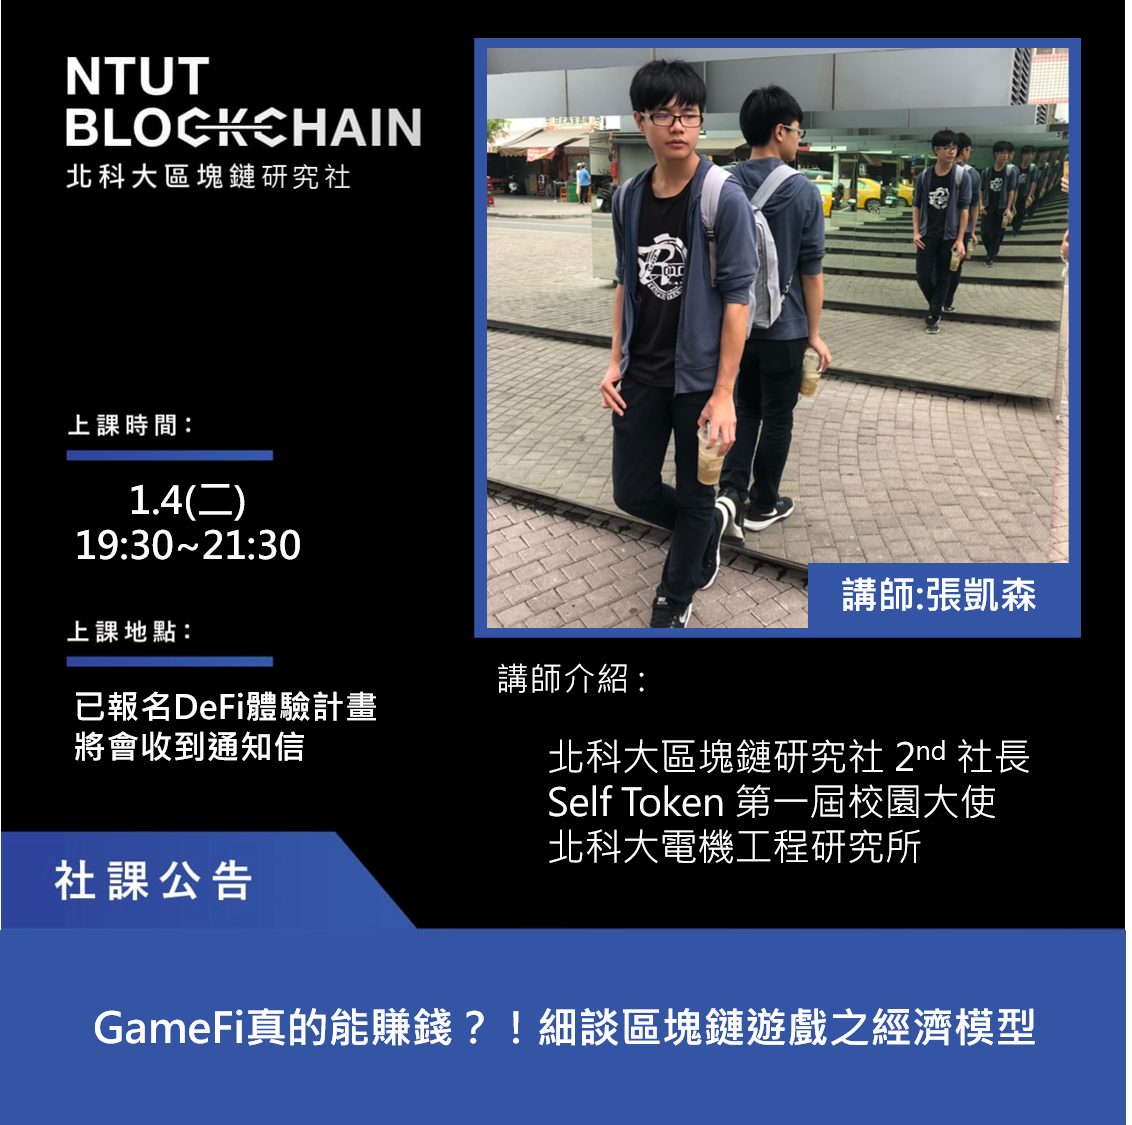 NTUT
BLOCKCHAIN
北科大區塊鏈研究社
上課時間：
1.4(二)
19:30~21:30
上課地點：
已報名DeFi體驗計畫
將會收到通知信
講師:張凱森
講師介紹 :
北科大區塊鏈研究社 2nd 社長
Self Token 第一屆校園大使
北科大電機工程研究所
社課公告
GameFi真的能賺錢？！細談區塊鏈遊戲之經濟模型